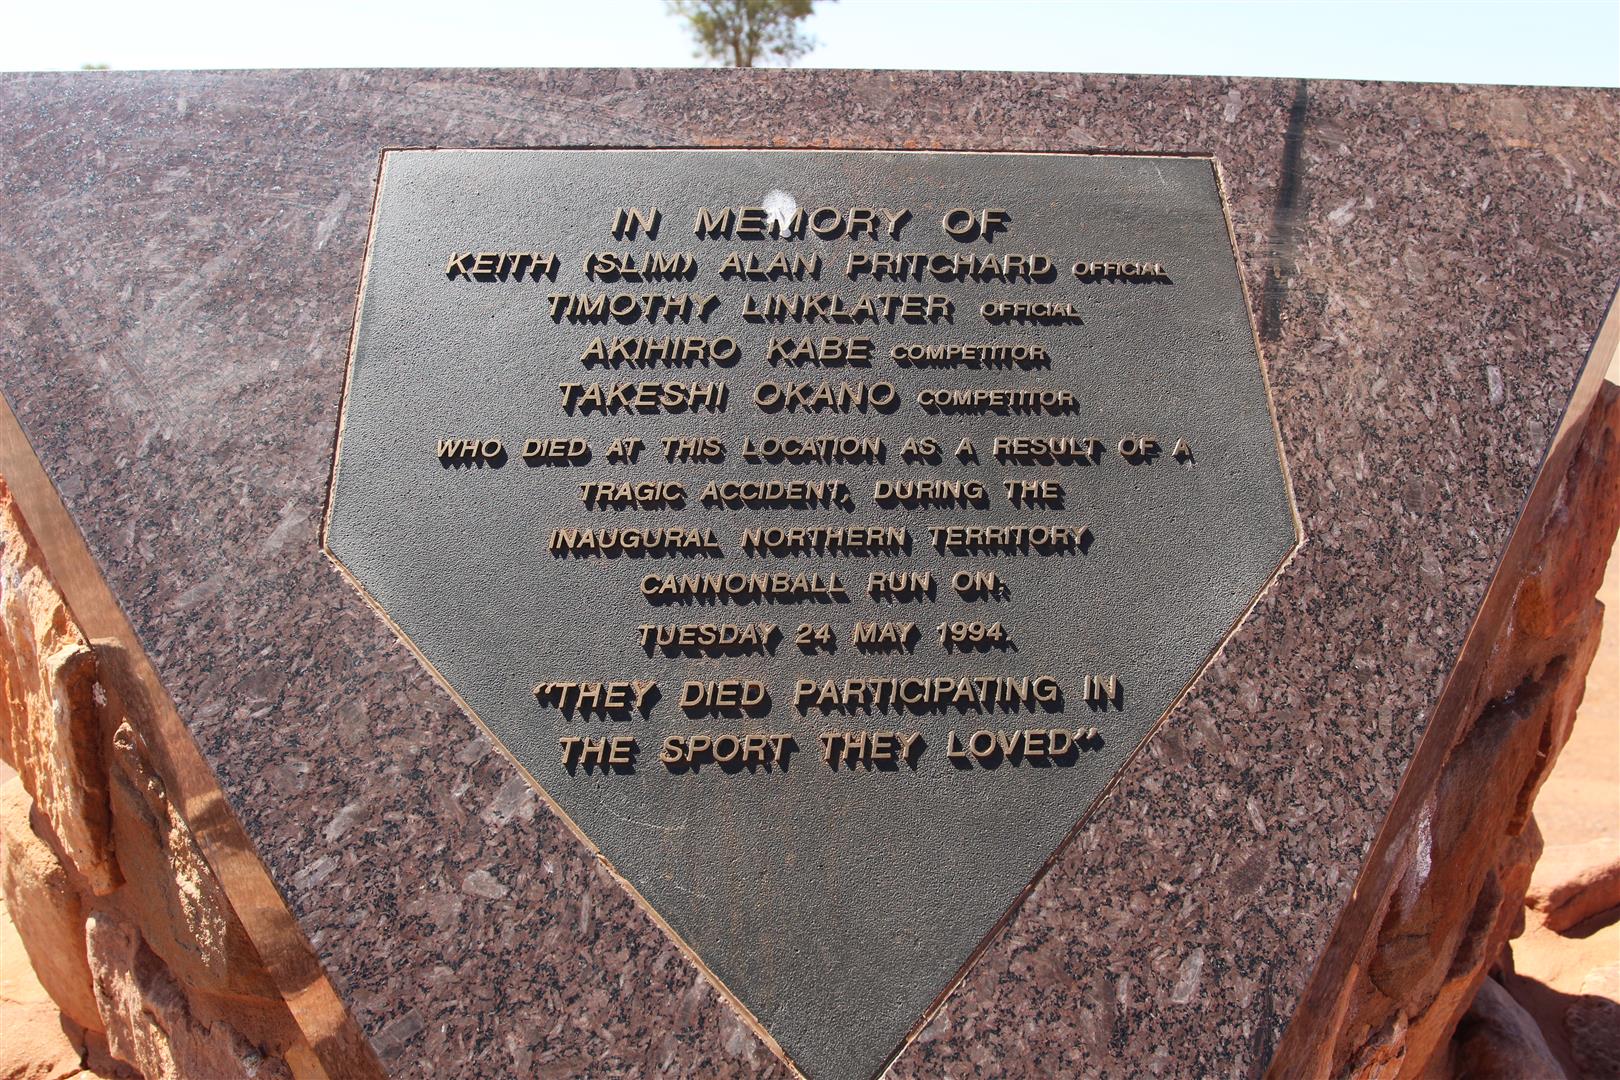 IN MEMORY OF
KEITH (SLIM) ALAN PRITCHARD OFFICIAL
TIMOTHY LINKLATER OFFICIAL
AKIHIRO KABE COMPETITOR
TAKESHI OKANO COMPETITOR
WHO DIED AT THIS LOCATION AS A RESULT OF A
TRAGIC ACCIDENT, DURING THE
INAUGURAL NORTHERN TERRITORY
CANNONBALL RUN ON;
TUESDAY 24 MAY 1994.
“THEY DIED PARTICIPATING IN
THE SPORT THEY LOVED”